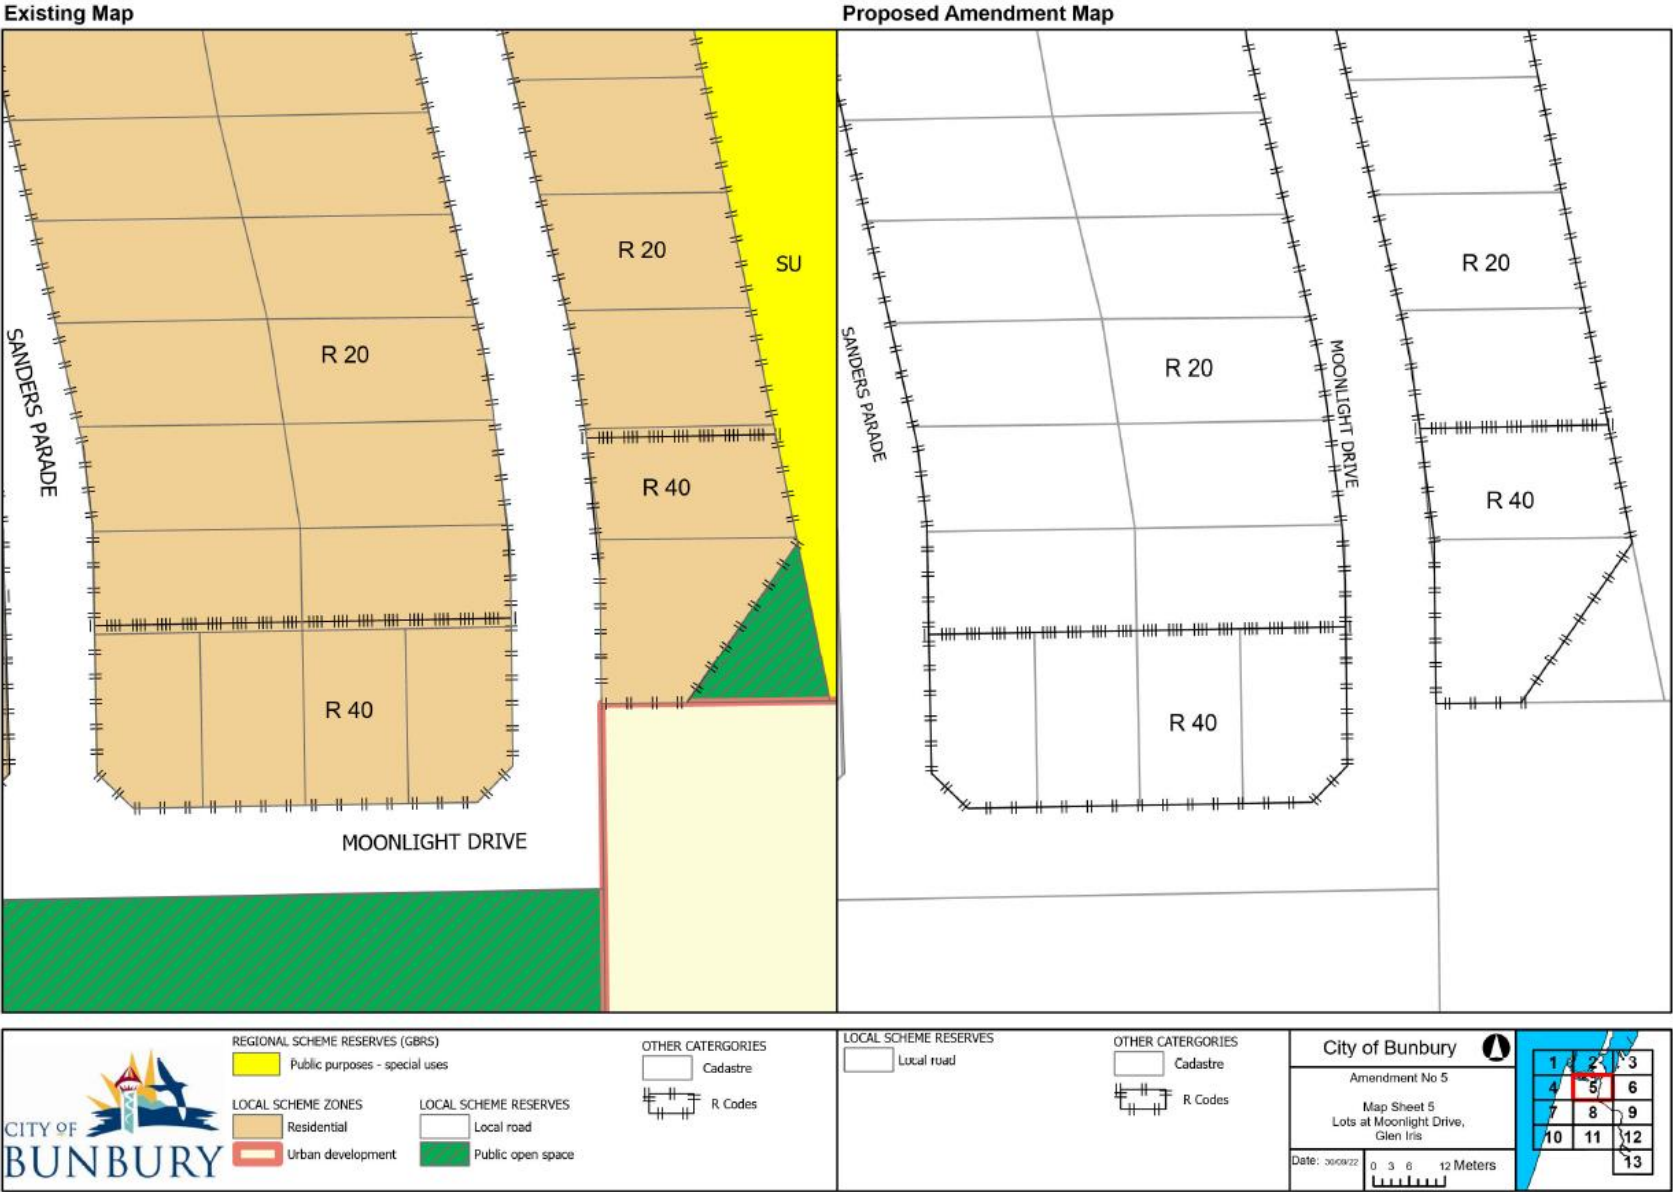 Existing Map
Proposed Amendment Map
R 20
SU
R 20
SANDERS PARADE
R 40
R 40
MOONLIGHT DRIVE
R 20
R 20
MOONLIGHT DRIVE
SANDERS PARADE
R 40
R 40
CITY OF
BUNBURY
REGIONAL SCHEME RESERVES (GBRS)
Public purposes - special uses
LOCAL SCHEME ZONES
Residential
Urban development
LOCAL SCHEME RESERVES
Local road
Public open space
OTHER CATERGORIES
Cadastre
R Codes
LOCAL SCHEME RESERVES
Local road
OTHER CATERGORIES
Cadastre
R Codes
City of Bunbury
Amendment No 5
Map Sheet 5
Lots at Moonlight Drive,
Glen Iris
Date: 30/09/22
0 3 6 12 Meters
1 2 3
4 5 6
7 8 9
10 11 12
13